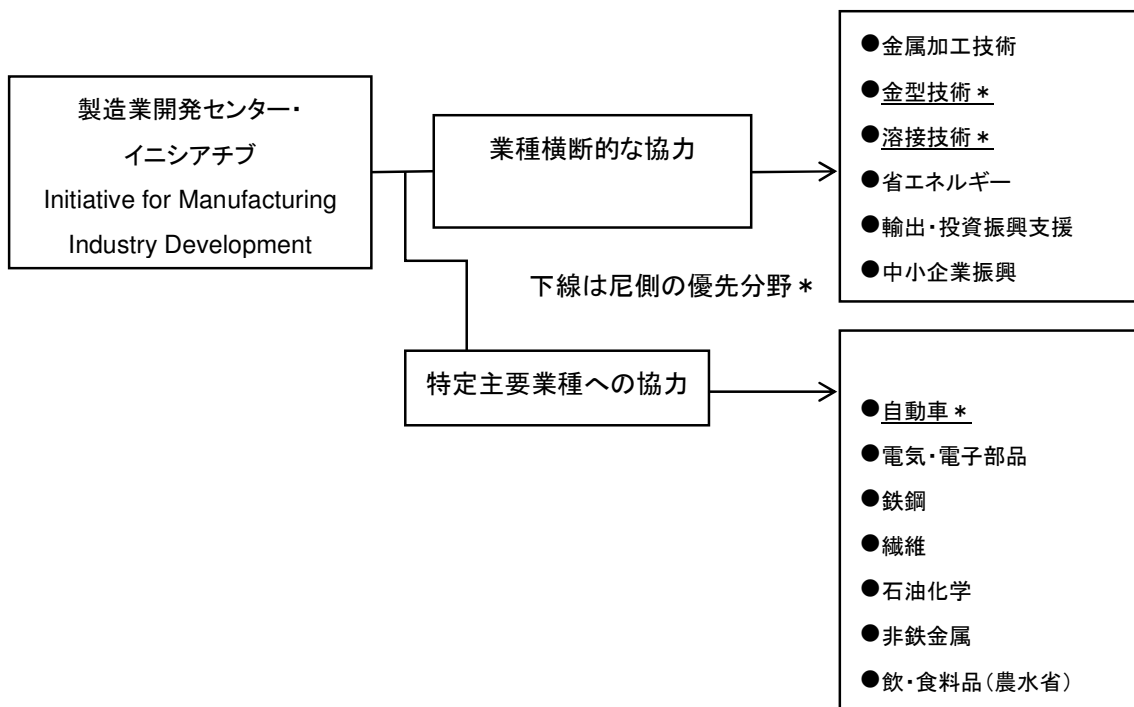 製造業開発センター・
イニシアチブ
Initiative for Manufacturing
Industry Development
業種横断的な協力
●金属加工技術
●金型技術＊
●溶接技術＊
●省エネルギー
●輸出・投資振興支援
●中小企業振興
下線は尼側の優先分野＊
特定主要業種への協力
●自動車＊
●電気・電子部品
●鉄鋼
●繊維
●石油化学
●非鉄金属
●飲・食料品（農水省）